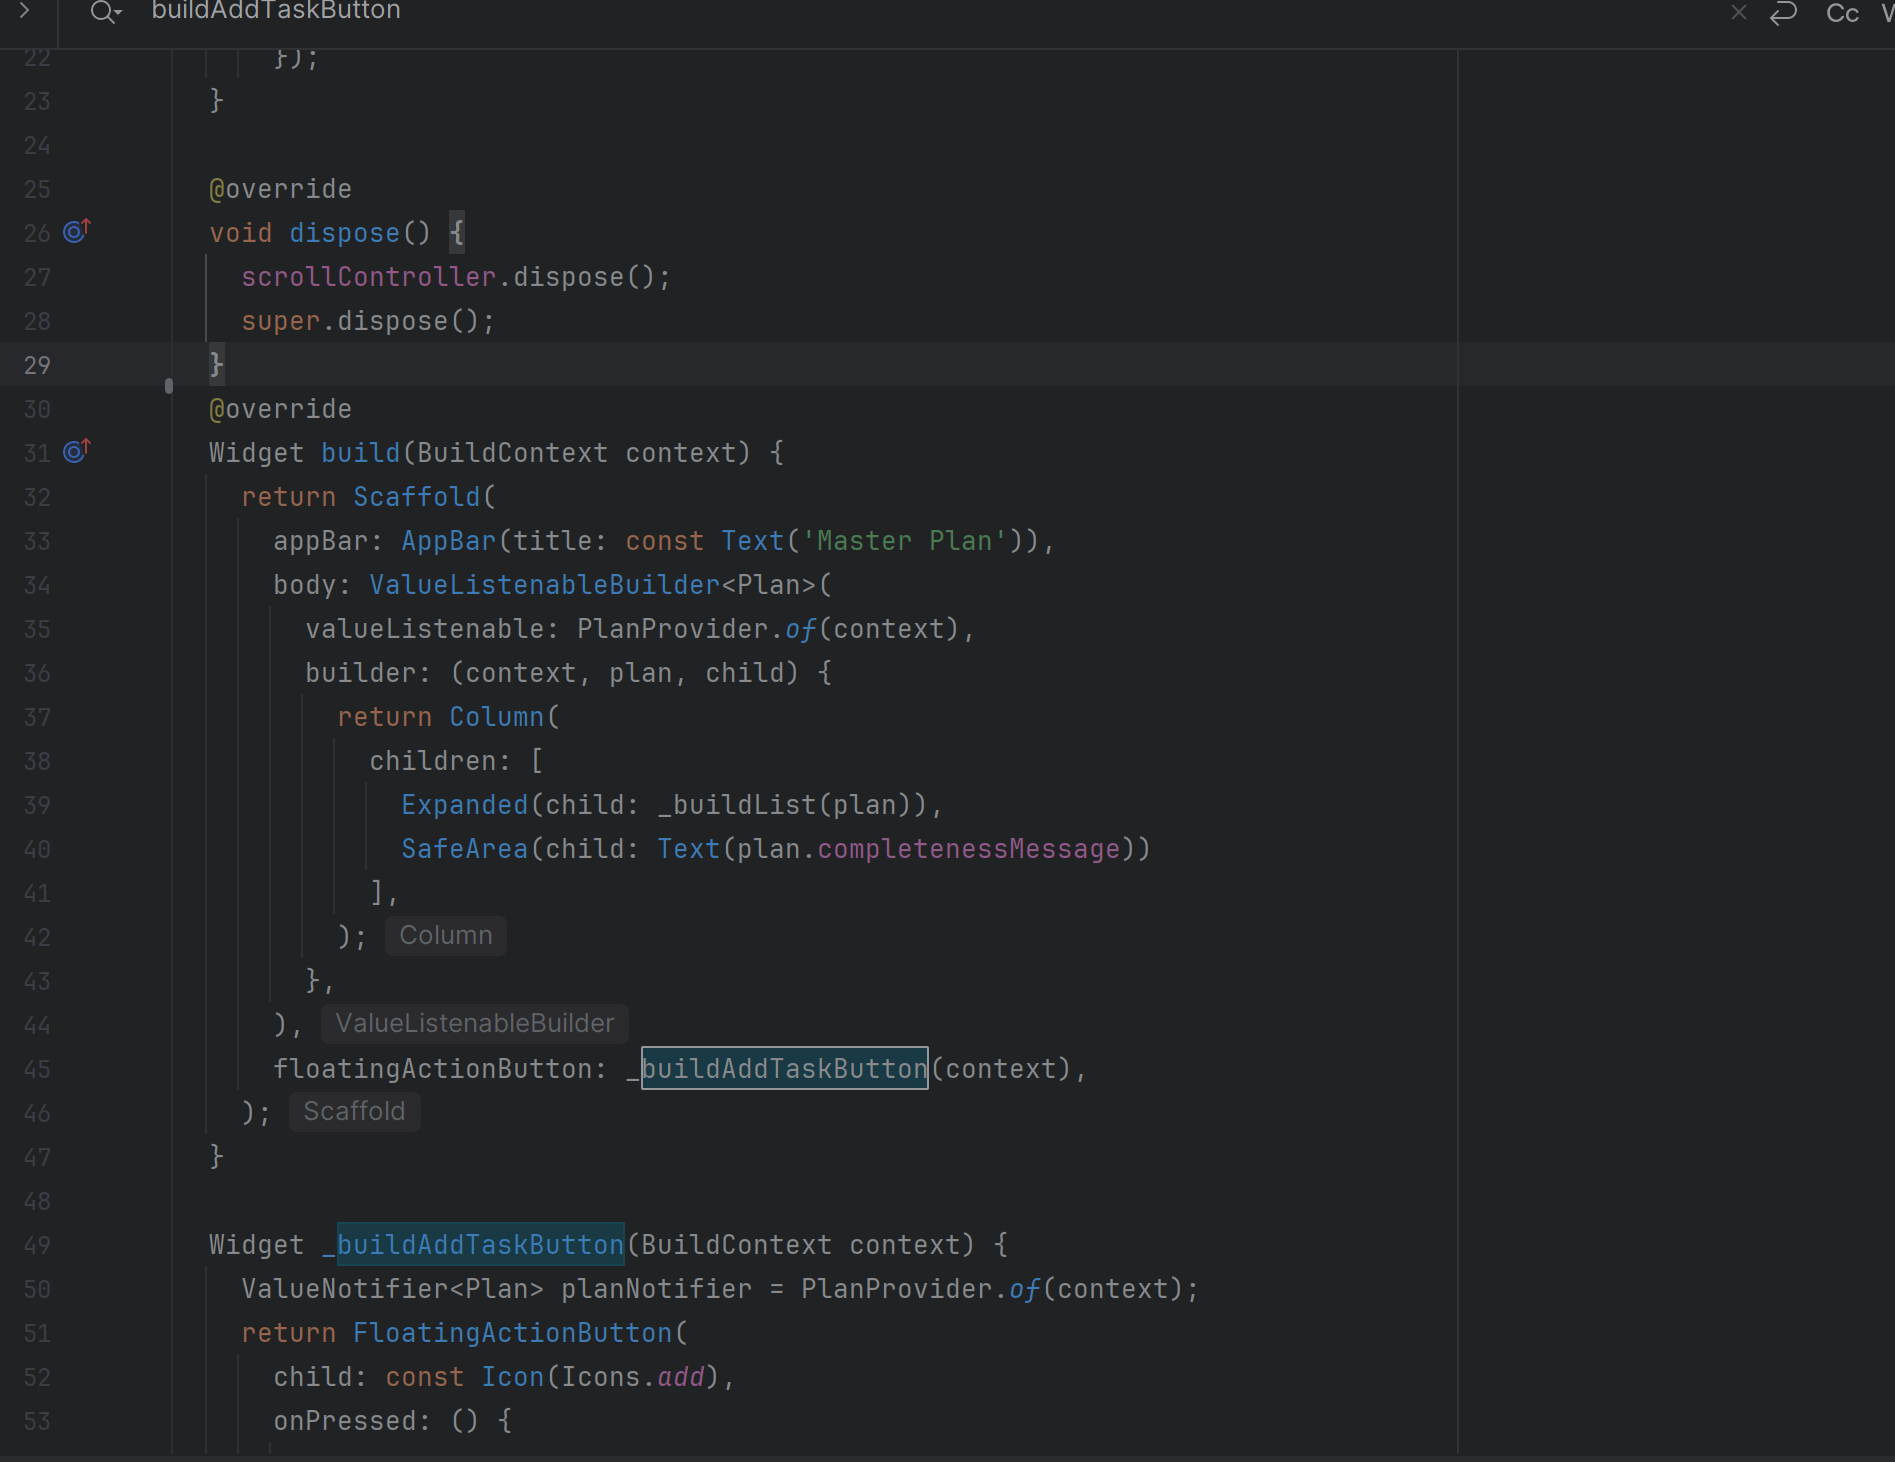 buildAddTaskButton Cc
22 });
23 }
24
25 @override
26 void dispose() {
27 scrollController.dispose();
28 super.dispose();
29 }
30 @override
31 Widget build(BuildContext context) {
32 return Scaffold(
33 appBar: AppBar(title: const Text('Master Plan')),
34 body: ValueListenableBuilder<Plan>(
35 valueListenable: PlanProvider.of(context),
36 builder: (context, plan, child) {
37 return Column(
38 children: [
39 Expanded(child: _buildList(plan)),
40 SafeArea(child: Text(plan.completenessMessage))
41 ],
42 ); Column
43 },
44 ), ValueListenableBuilder
45 floatingActionButton: _buildAddTaskButton(context),
46 ); Scaffold
47 }
48
49 Widget _buildAddTaskButton(BuildContext context) {
50 ValueNotifier<Plan> planNotifier = PlanProvider.of(context);
51 return FloatingActionButton(
52 child: const Icon(Icons.add),
53 onPressed: () {